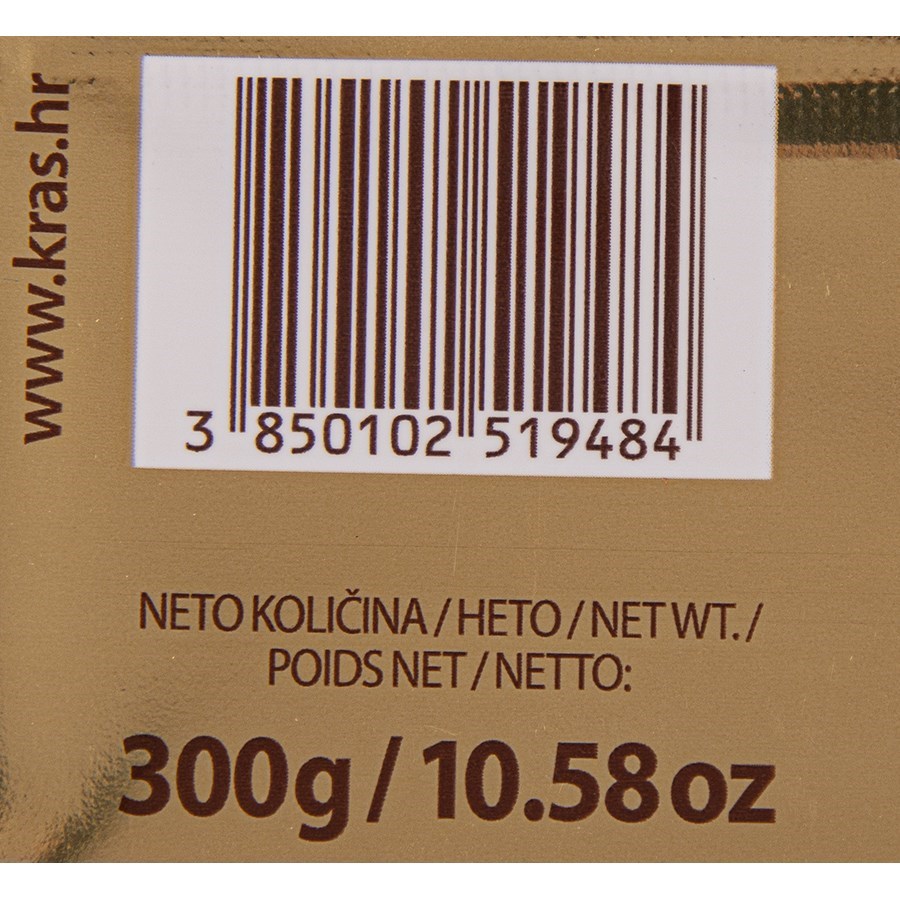 www.kras.hr
3 850102 519484
NETO KOLIČINA / HETO / NET WT. /
POIDS NET / NETTO:
300g / 10.58 oz